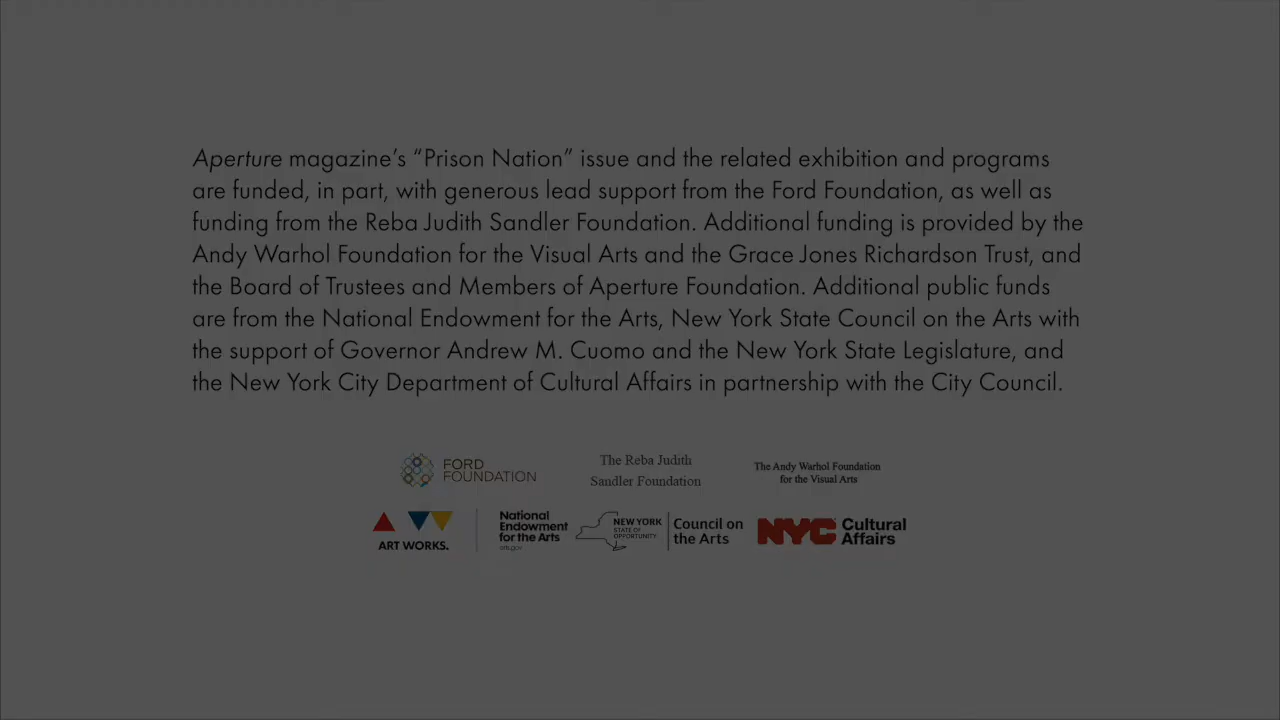 Aperture magazine’s “Prison Nation” issue and the related exhibition and programs
are funded, in part, with generous lead support from the Ford Foundation, as well as
funding from the Reba Judith Sandler Foundation. Additional funding is provided by the
Andy Warhol Foundation for the Visual Arts and the Grace Jones Richardson Trust, and
the Board of Trustees and Members of Aperture Foundation. Additional public funds
are from the National Endowment for the Arts, New York State Council on the Arts with
the support of Governor Andrew M. Cuomo and the New York State Legislature, and
the New York City Department of Cultural Affairs in partnership with the City Council.
FORD
FOUNDATION
The Reba Judith
Sandler Foundation
The Andy Warhol Foundation
for the Visual Arts
ART WORKS.
National
Endowment
for the Arts
arts.gov
NEW YORK
STATE OF
OPPORTUNITY
Council on
the Arts
NYC
Cultural
Affairs